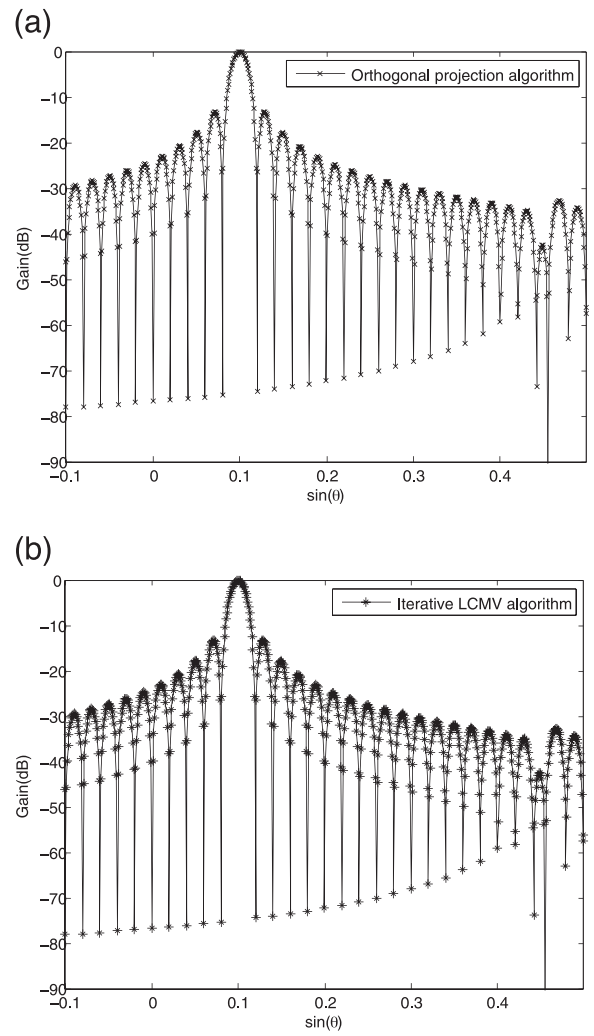 (a)
Orthogonal projection algorithm
Gain(dB)
0
−10
−20
−30
−40
−50
−60
−70
−80
−90
−0.1 0 0.1 0.2 0.3 0.4
sin(θ)
(b)
Iterative LCMV algorithm
Gain(dB)
0
−10
−20
−30
−40
−50
−60
−70
−80
−90
−0.1 0 0.1 0.2 0.3 0.4
sin(θ)